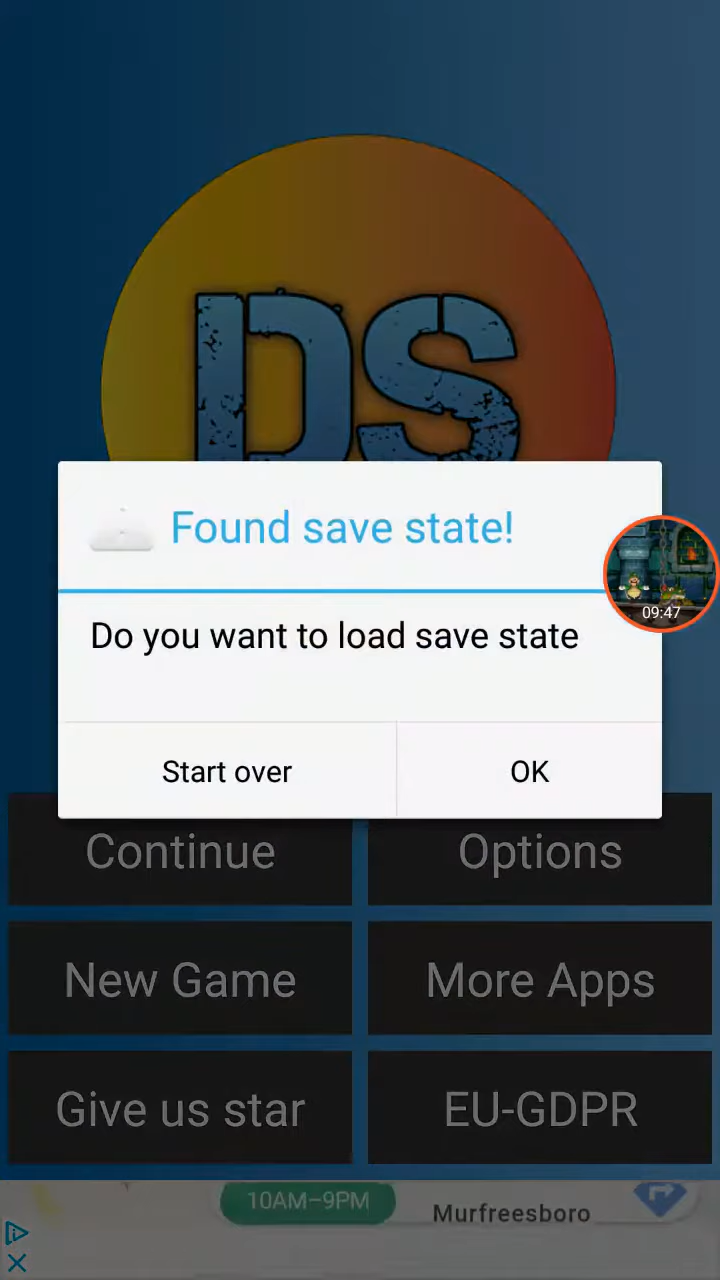 DS
Found save state!
09:47
Do you want to load save state
Start over
OK
Continue
Options
New Game
More Apps
Give us star
EU-GDPR
10AM–9PM
Murfreesboro